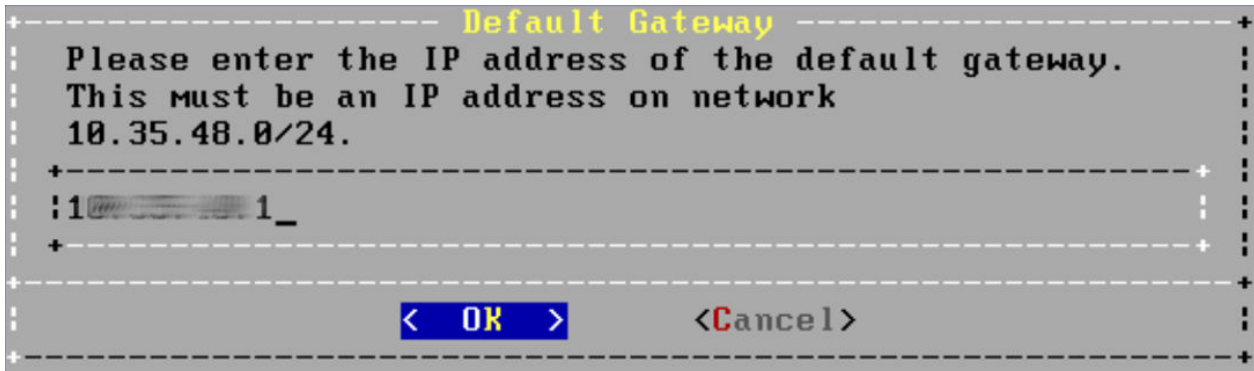 Default Gateway
Please enter the IP address of the default gateway.
This must be an IP address on network
10.35.48.0/24.
< OK > <Cancel>